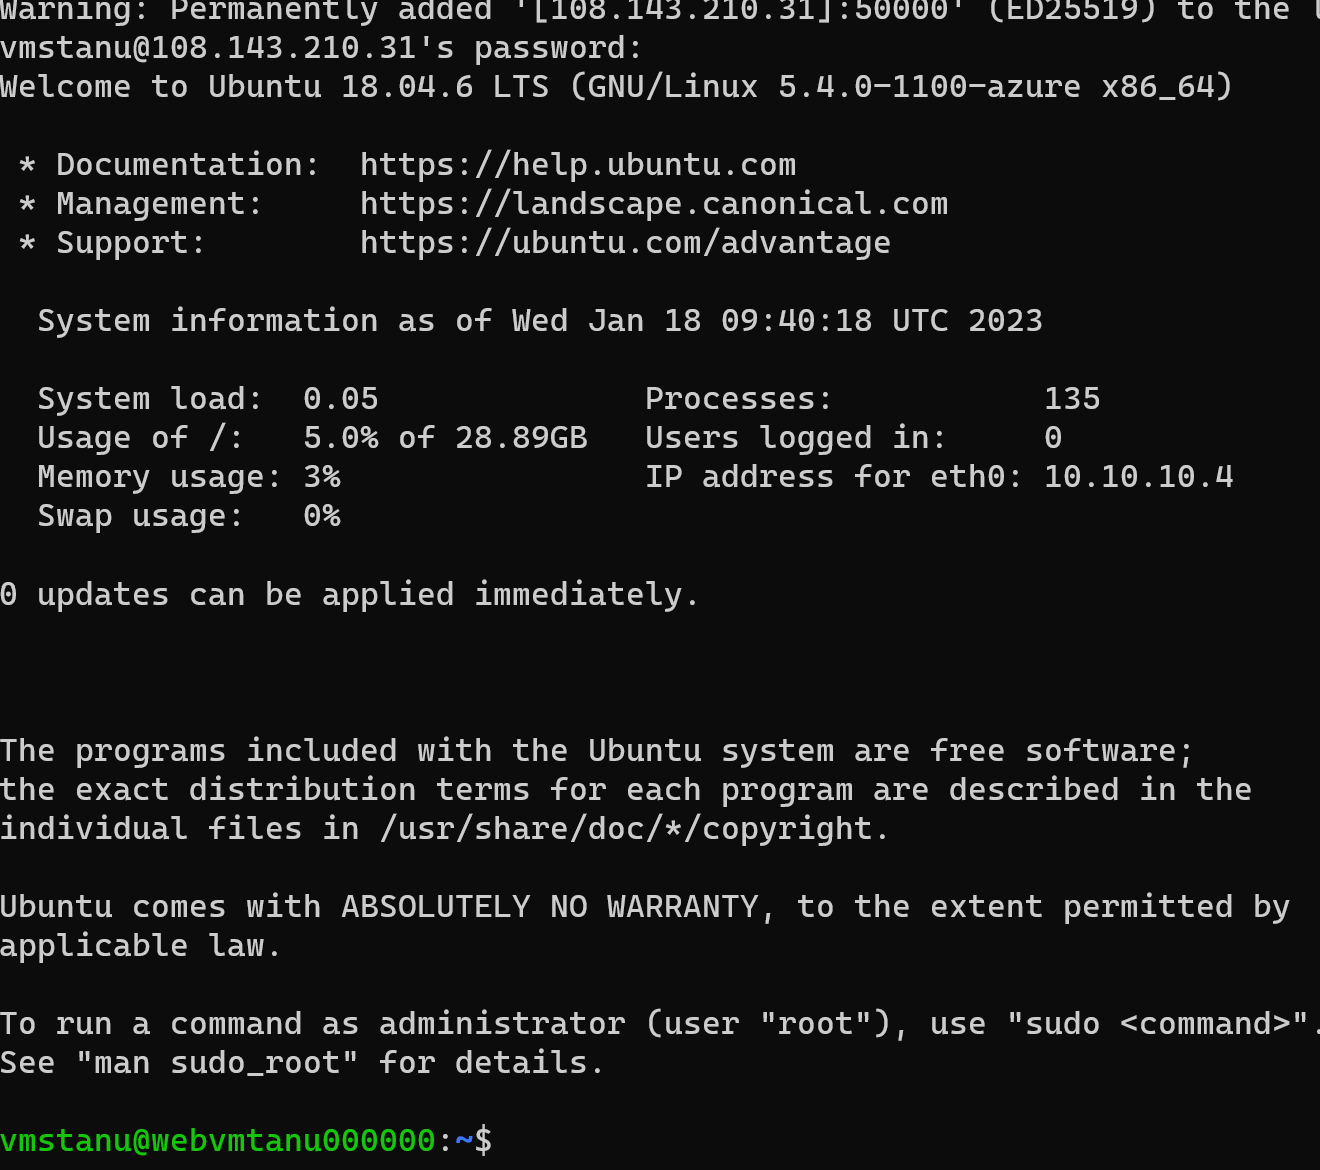 Warning: Permanently added '[108.143.210.31]:50000' (ED25519) to the
vmstanu@108.143.210.31's password:
Welcome to Ubuntu 18.04.6 LTS (GNU/Linux 5.4.0-1100-azure x86_64)
* Documentation:  https://help.ubuntu.com
* Management:     https://landscape.canonical.com
* Support:        https://ubuntu.com/advantage
System information as of Wed Jan 18 09:40:18 UTC 2023
System load:  0.05              Processes:           135
Usage of /:   5.0% of 28.89GB   Users logged in:     0
Memory usage: 3%                IP address for eth0: 10.10.10.4
Swap usage:   0%
0 updates can be applied immediately.
The programs included with the Ubuntu system are free software;
the exact distribution terms for each program are described in the
individual files in /usr/share/doc/*/copyright.
Ubuntu comes with ABSOLUTELY NO WARRANTY, to the extent permitted by
applicable law.
To run a command as administrator (user "root"), use "sudo <command>".
See "man sudo_root" for details.
vmstanu@webvmtanu000000:~$